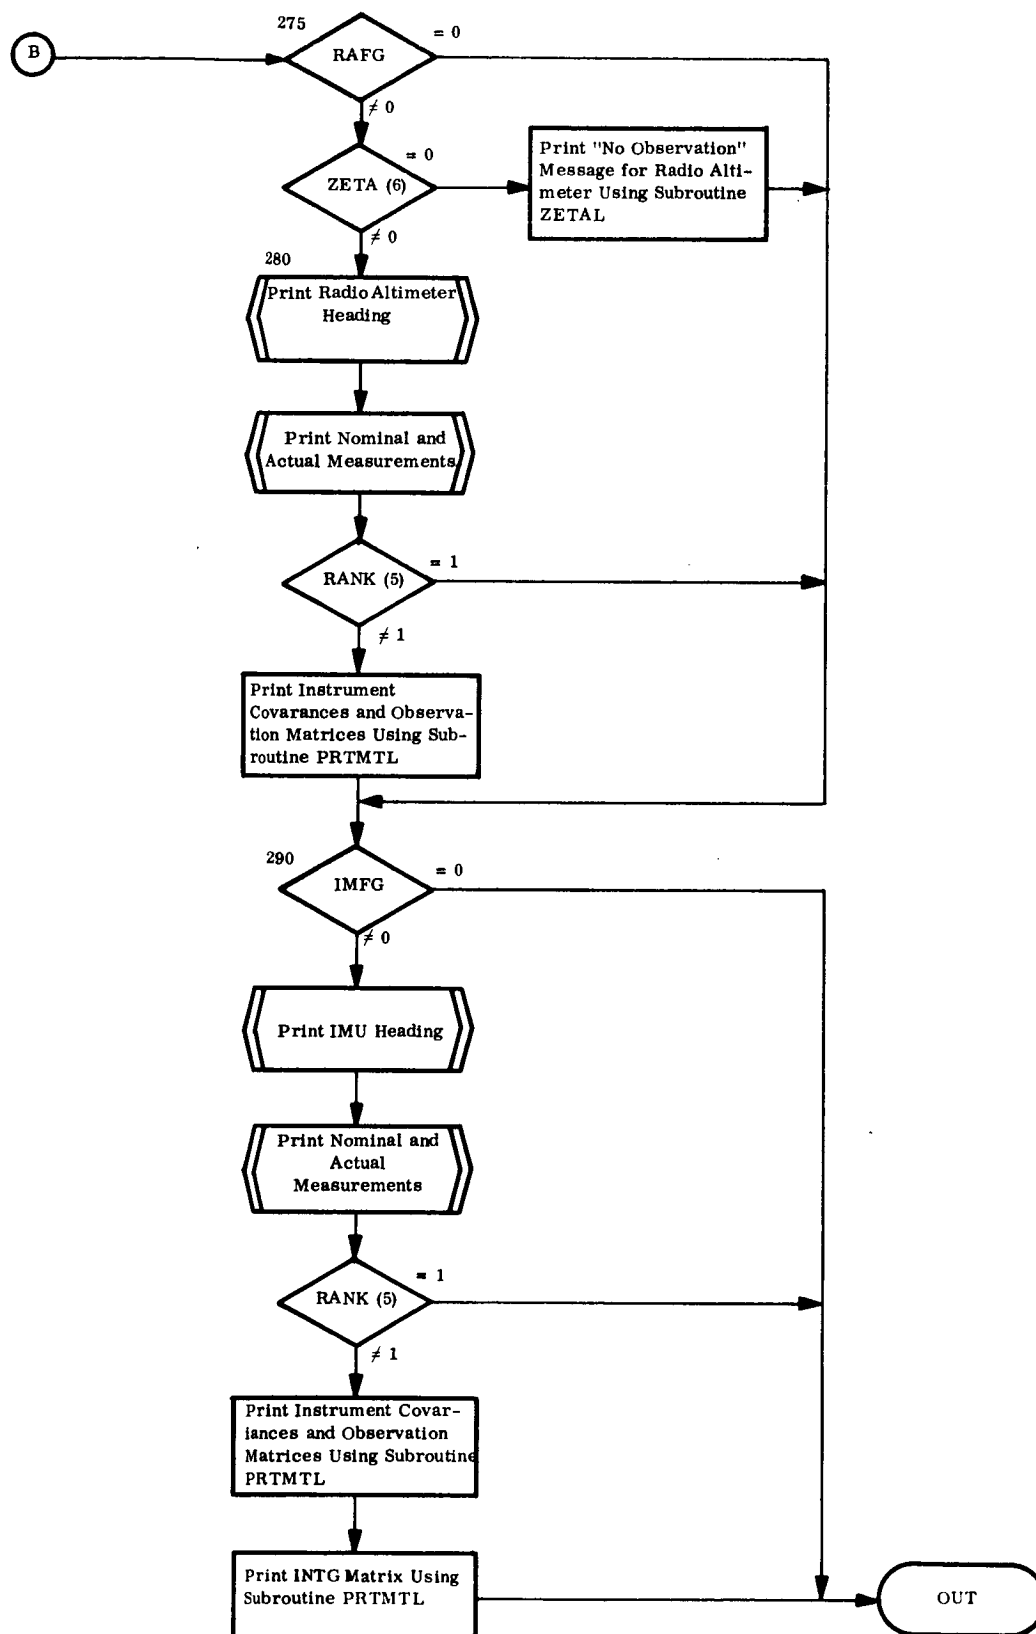 275
= 0
B
RAFG
≠ 0
= 0
ZETA (6)
Print "No Observation"
Message for Radio Alti-
meter Using Subroutine
ZETAL
≠ 0
280
Print Radio Altimeter
Heading
Print Nominal and
Actual Measurements
= 1
RANK (5)
≠ 1
Print Instrument
Covarances and Observa-
tion Matrices Using Sub-
routine PRTMTL
290
= 0
IMFG
≠ 0
Print IMU Heading
Print Nominal and
Actual
Measurements
= 1
RANK (5)
≠ 1
Print Instrument Covar-
iances and Observation
Matrices Using Subroutine
PRTMTL
Print INTG Matrix Using
Subroutine PRTMTL
OUT